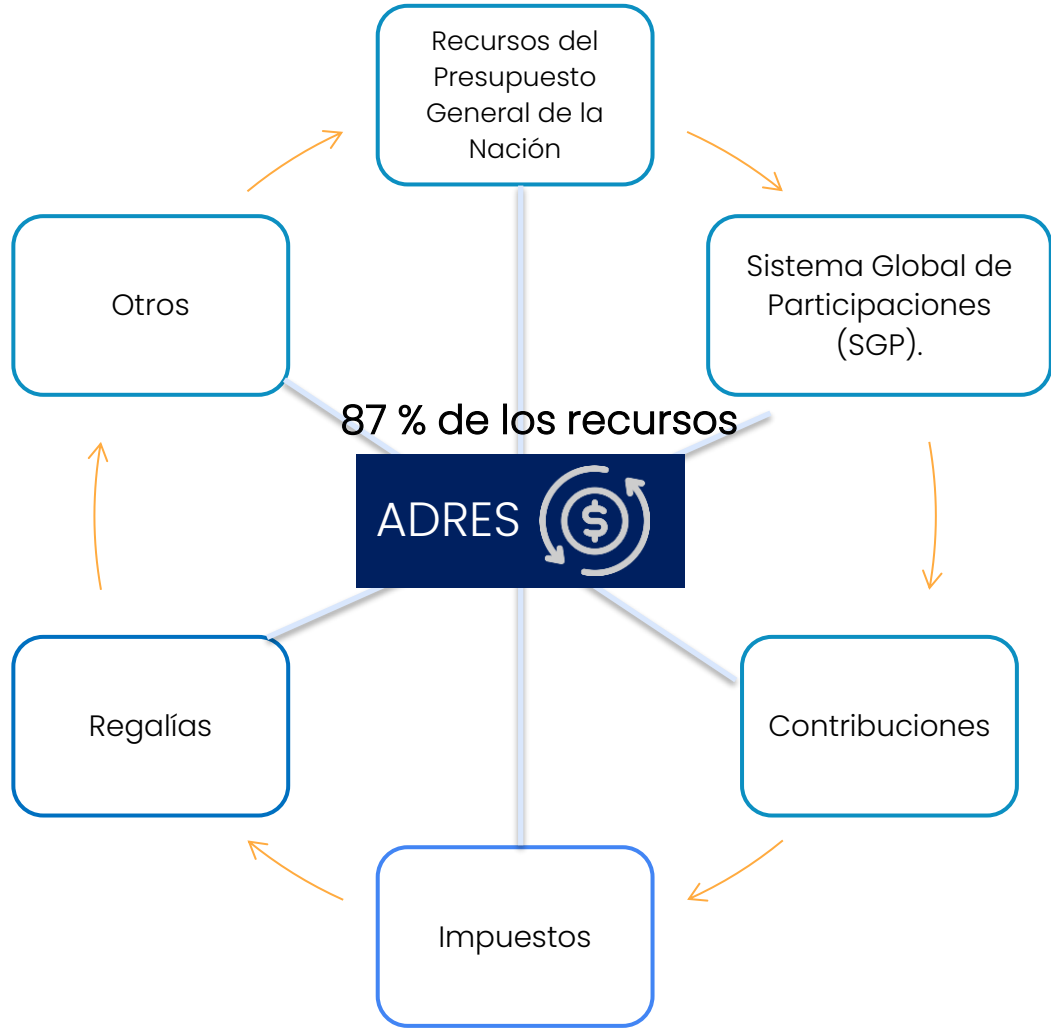 Recursos del
Presupuesto
General de la
Nación
Sistema Global de
Participaciones
(SGP).
Contribuciones
Impuestos
Regalías
Otros
87 % de los recursos
ADRES
$